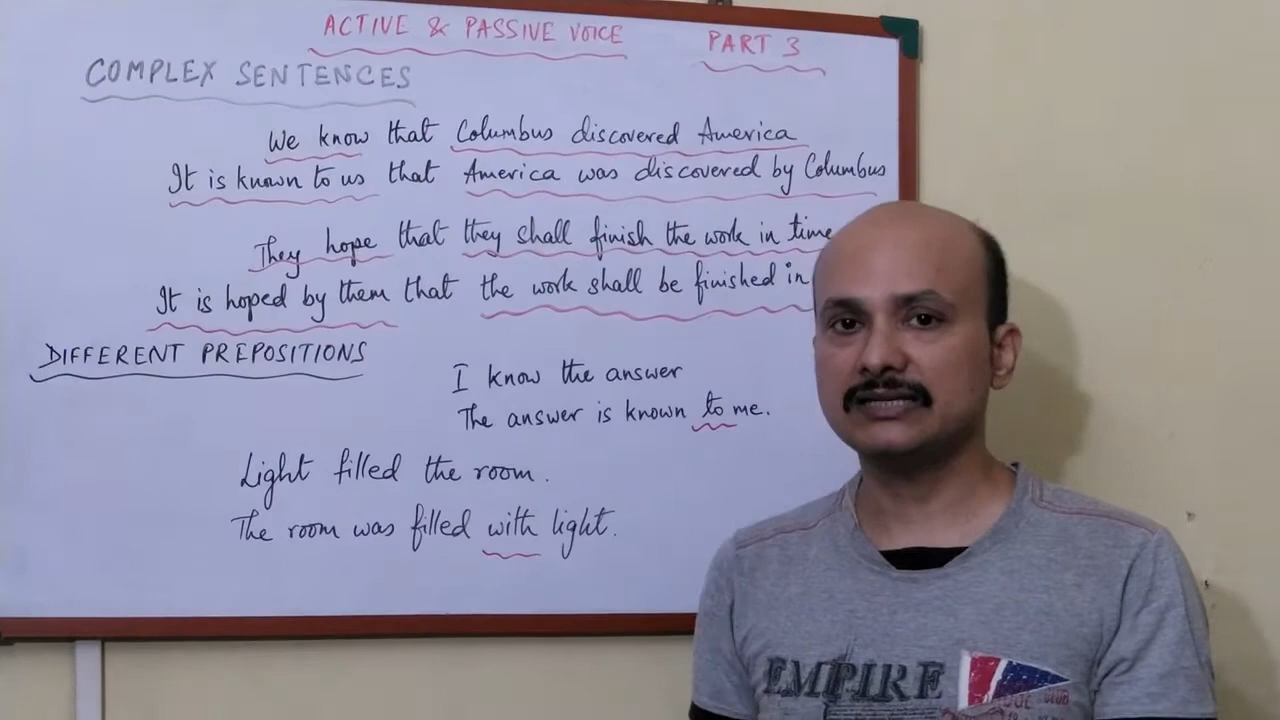 ACTIVE & PASSIVE VOICE PART 3
COMPLEX SENTENCES
We know that Columbus discovered America
It is known to us that America was discovered by Columbus
They hope that they shall finish the work in time
It is hoped by them that the work shall be finished in
DIFFERENT PREPOSITIONS
I know the answer
The answer is known to me.
Light filled the room.
The room was filled with light.
EMPIRE
CLUB